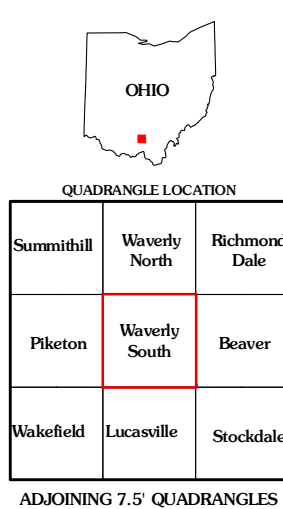 OHIO
QUADRANGLE LOCATION
Summithill Waverly North Richmond Dale
Piketon Waverly South Beaver
Wakefield Lucasville Stockdale
ADJOINING 7.5' QUADRANGLES